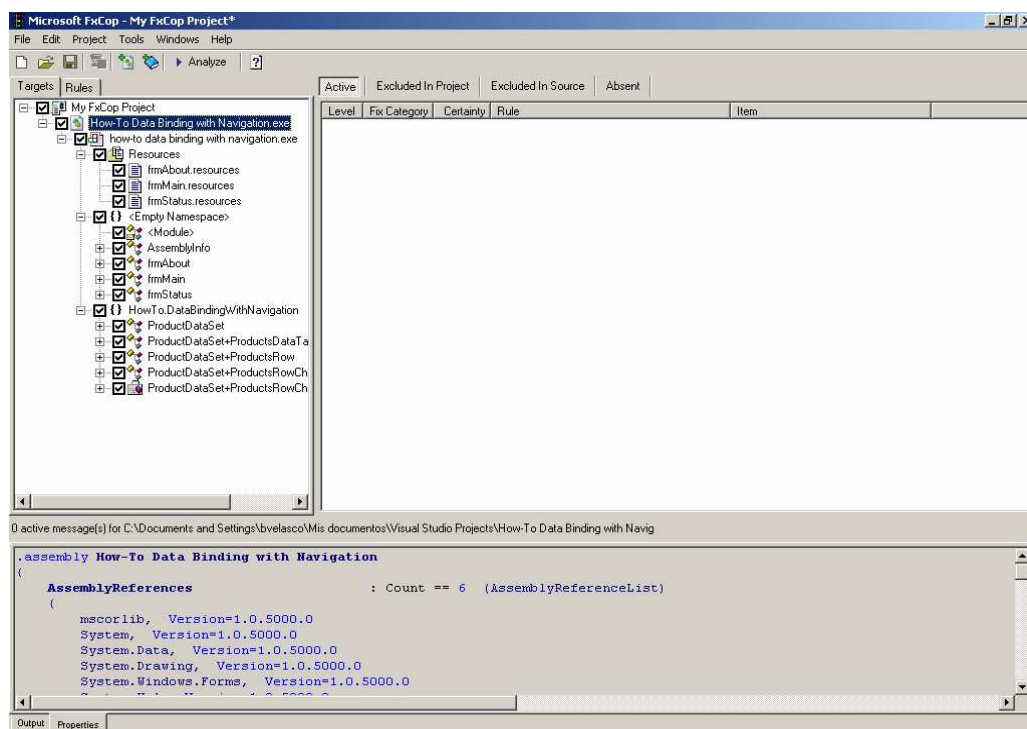 Microsoft FxCop - My FxCop Project*
File Edit Project Tools Windows Help
Analyze
Targets Rules
Active Excluded In Project Excluded In Source Absent
Level Fix Category Certainty Rule Item
My FxCop Project
How-To Data Binding with Navigation.exe
how-to data binding with navigation.exe
Resources
frmAbout.resources
frmMain.resources
frmStatus.resources
{} <Empty Namespace>
<Module>
AssemblyInfo
frmAbout
frmMain
frmStatus
{} HowTo.DataBindingWithNavigation
ProductDataSet
ProductDataSet+ProductsDataTa
ProductDataSet+ProductsRow
ProductDataSet+ProductsRowCh
ProductDataSet+ProductsRowCh
0 active message(s) for C:\Documents and Settings\bvelasco\Mis documentos\Visual Studio Projects\How-To Data Binding with Navig
.assembly How-To Data Binding with Navigation
(
AssemblyReferences : Count == 6 (AssemblyReferenceList)
(
mscorlib, Version=1.0.5000.0
System, Version=1.0.5000.0
System.Data, Version=1.0.5000.0
System.Drawing, Version=1.0.5000.0
System.Windows.Forms, Version=1.0.5000.0
Output Properties